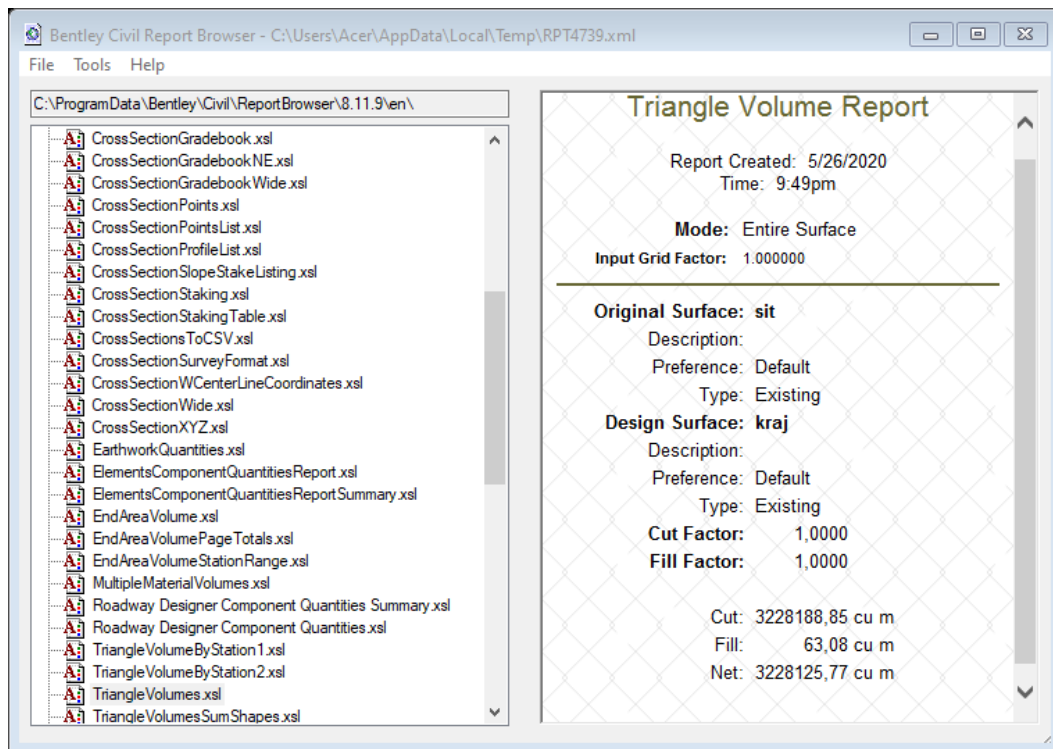 Bentley Civil Report Browser - C:\Users\Acer\AppData\Local\Temp\RPT4739.xml
File Tools Help
C:\ProgramData\Bentley\Civil\ReportBrowser\8.11.9\en\
CrossSectionGradebook.xsl
CrossSectionGradebookNE.xsl
CrossSectionGradebookWide.xsl
CrossSectionPoints.xsl
CrossSectionPointsList.xsl
CrossSectionProfileList.xsl
CrossSectionSlopeStakeListing.xsl
CrossSectionStaking.xsl
CrossSectionStakingTable.xsl
CrossSectionsToCSV.xsl
CrossSectionSurveyFormat.xsl
CrossSectionWCenterLineCoordinates.xsl
CrossSectionWide.xsl
CrossSectionXYZ.xsl
EarthworkQuantities.xsl
ElementsComponentQuantitiesReport.xsl
ElementsComponentQuantitiesReportSummary.xsl
EndAreaVolume.xsl
EndAreaVolumePageTotals.xsl
EndAreaVolumeStationRange.xsl
MultipleMaterialVolumes.xsl
Roadway Designer Component Quantities Summary.xsl
Roadway Designer Component Quantities.xsl
TriangleVolumeByStation1.xsl
TriangleVolumeByStation2.xsl
TriangleVolumes.xsl
TriangleVolumesSumShapes.xsl
Triangle Volume Report
Report Created: 5/26/2020
Time: 9:49pm
Mode: Entire Surface
Input Grid Factor: 1.000000
Original Surface: sit
Description:
Preference: Default
Type: Existing
Design Surface: kraj
Description:
Preference: Default
Type: Existing
Cut Factor: 1,0000
Fill Factor: 1,0000
Cut: 3228188,85 cu m
Fill: 63,08 cu m
Net: 3228125,77 cu m